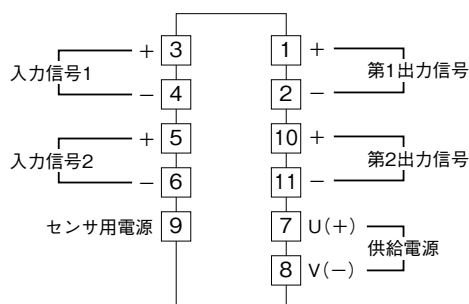 + 3
入力信号1
− 4
+ 5
入力信号2
− 6
センサ用電源 9
1 +
第1出力信号
2 −
10 +
第2出力信号
11 −
7 U(+)
供給電源
8 V(−)